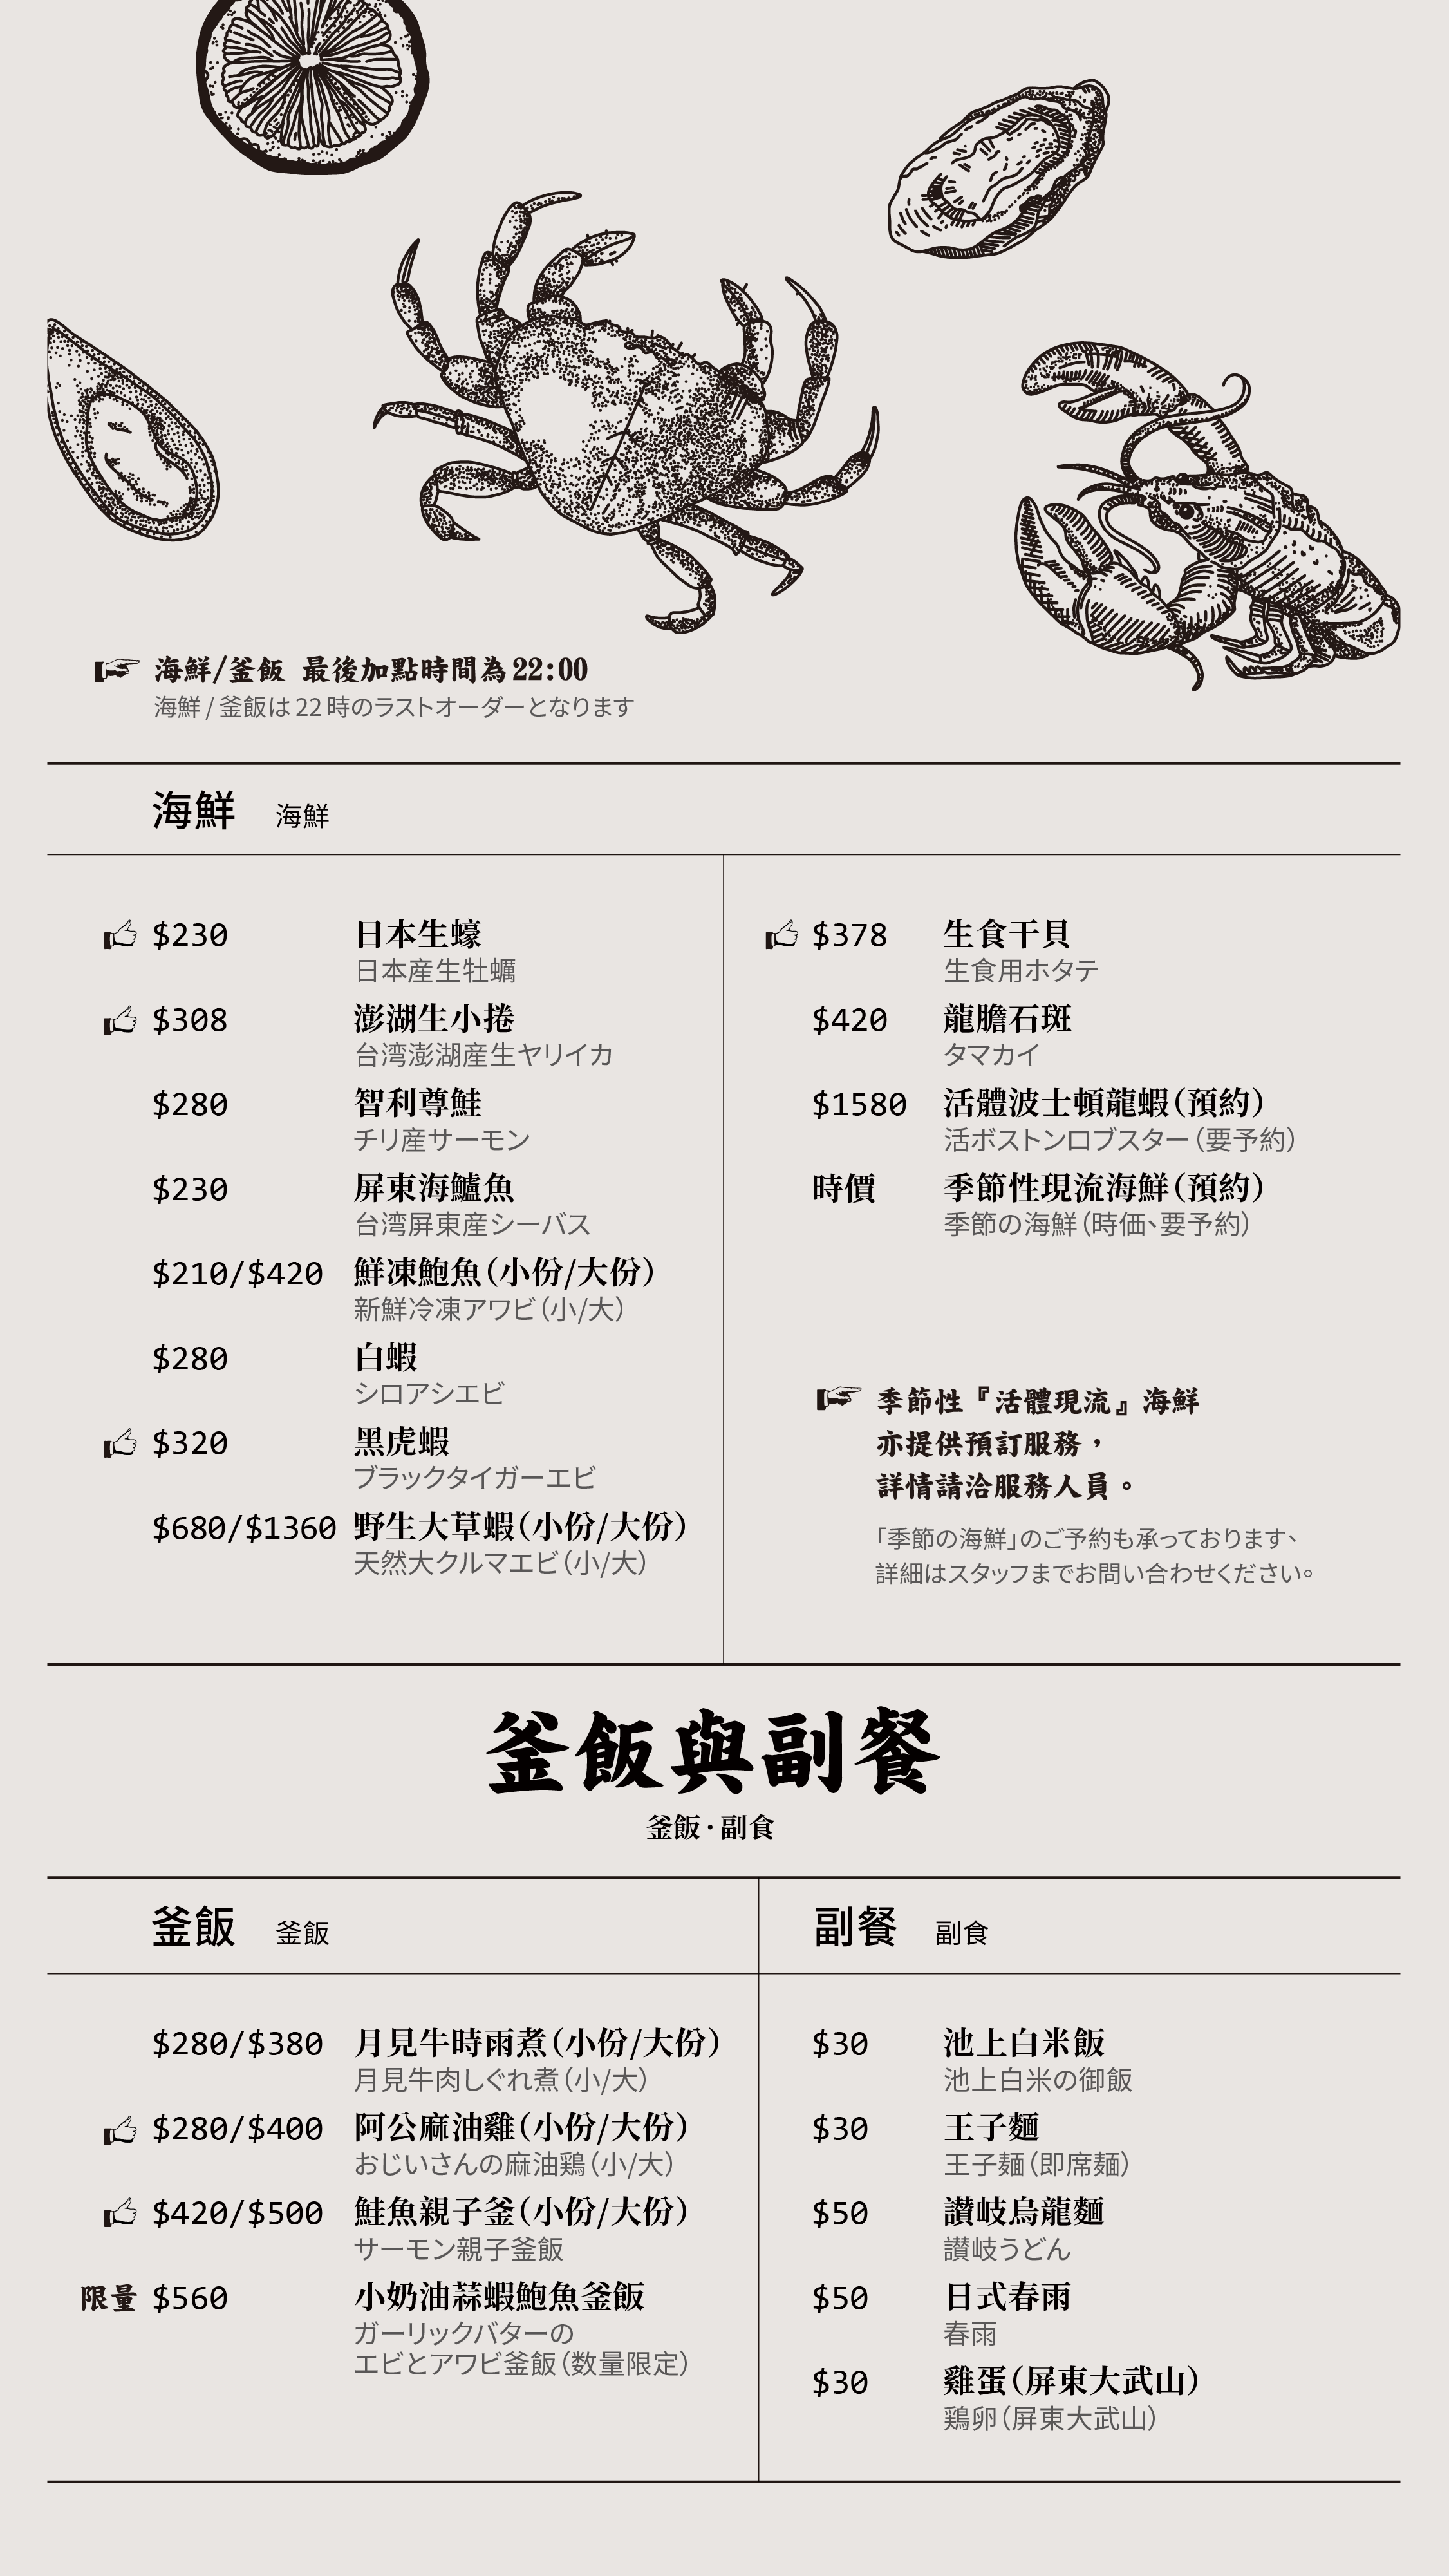 海鮮/釜飯 最後加點時間為22:00
海鮮 / 釜飯は 22 時のラストオーダーとなります
海鮮 海鮮
$230 日本生蠔
日本産生牡蠣
$308 澎湖生小捲
台湾澎湖産生ヤリイカ
$280 智利尊鮭
チリ産サーモン
$230 屏東海鱸魚
台湾屏東産シーバス
$210/$420 鮮凍鮑魚(小份/大份)
新鮮冷凍アワビ(小/大)
$280 白蝦
シロアシエビ
$320 黑虎蝦
ブラックタイガーエビ
$680/$1360 野生大草蝦(小份/大份)
天然大クルマエビ(小/大)
$378 生食干貝
生食用ホタテ
$420 龍膽石斑
タマカイ
$1580 活體波士頓龍蝦(預約)
活ボストンロブスター(要予約)
時價 季節性現流海鮮(預約)
季節の海鮮(時価、要予約)
季節性『活體現流』海鮮
亦提供預訂服務，
詳情請洽服務人員。
「季節の海鮮」のご予約も承っております、
詳細はスタッフまでお問い合わせください。
釜飯與副餐
釜飯·副食
釜飯 釜飯
$280/$380 月見牛時雨煮(小份/大份)
月見牛肉しぐれ煮(小/大)
$280/$400 阿公麻油雞(小份/大份)
おじいさんの麻油鶏(小/大)
$420/$500 鮭魚親子釜(小份/大份)
サーモン親子釜飯
限量 $560 小奶油蒜蝦鮑魚釜飯
ガーリックバターの
エビとアワビ釜飯(数量限定)
副餐 副食
$30 池上白米飯
池上白米の御飯
$30 王子麵
王子麺(即席麺)
$50 讃岐烏龍麵
讃岐うどん
$50 日式春雨
春雨
$30 雞蛋(屏東大武山)
鶏卵(屏東大武山)